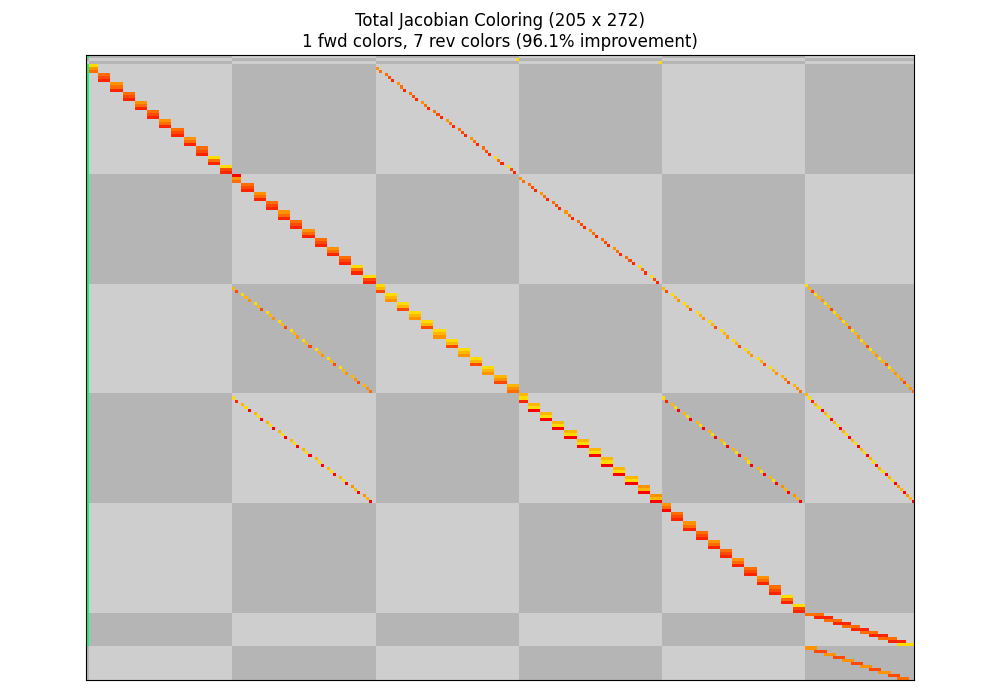 Total Jacobian Coloring (205 x 272)
1 fwd colors, 7 rev colors (96.1% improvement)